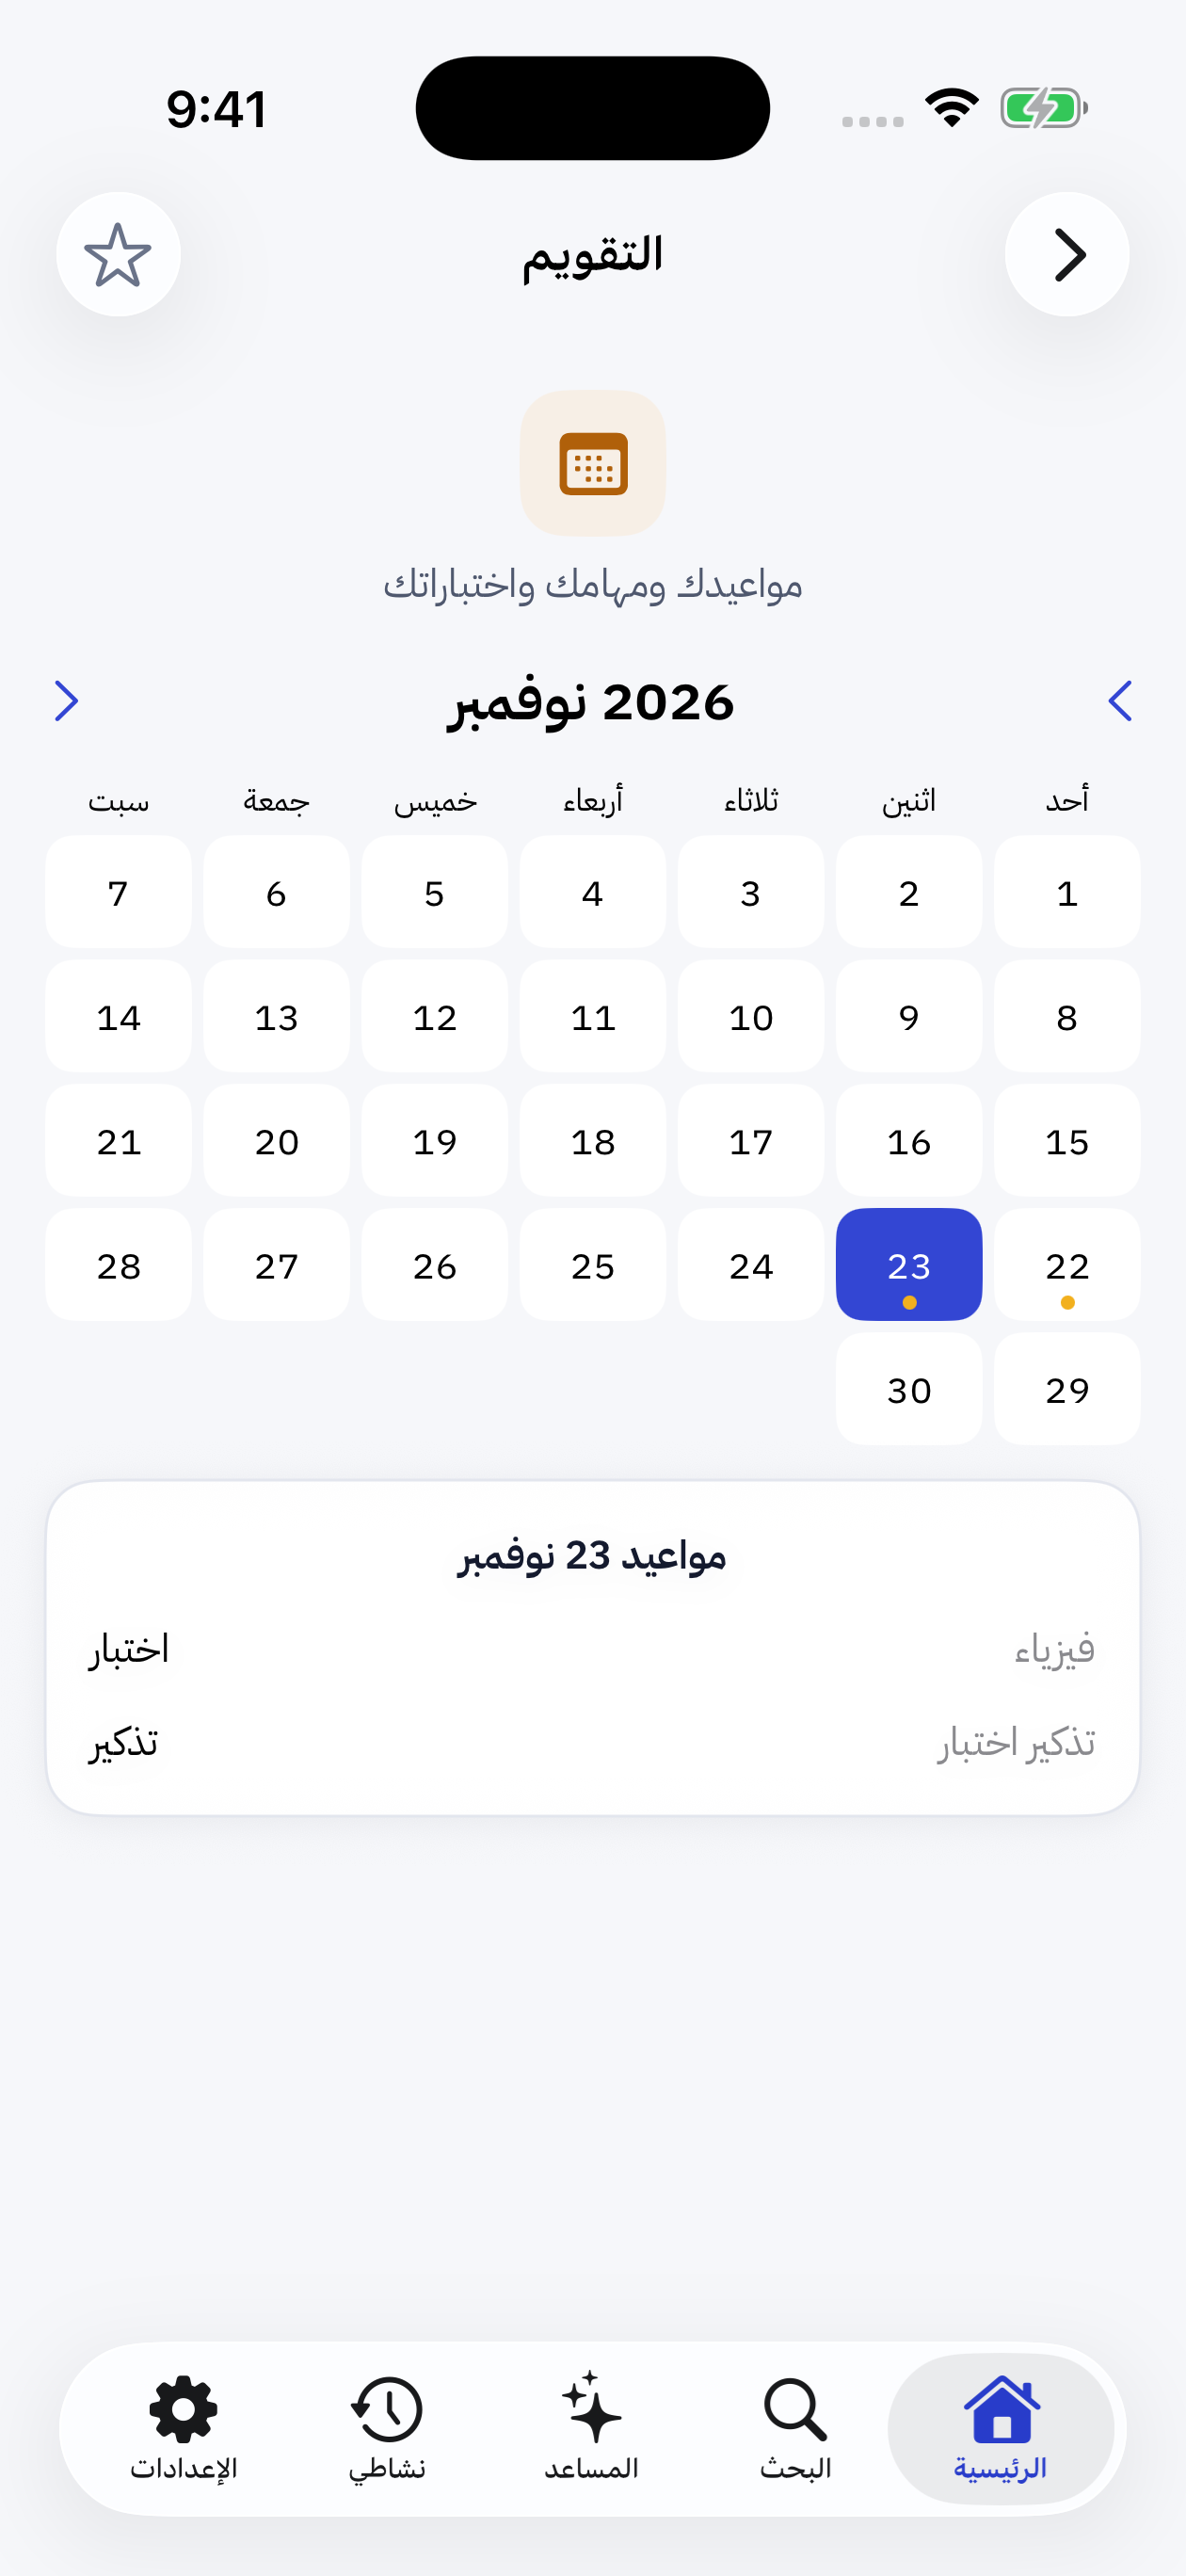 9:41
التقويم
مواعيدك ومهامك واختباراتك
2026 نوفمبر
أحد اثنين ثلاثاء أربعاء خميس جمعة سبت
1 2 3 4 5 6 7
8 9 10 11 12 13 14
15 16 17 18 19 20 21
22 23 24 25 26 27 28
29 30
مواعيد 23 نوفمبر
فيزياء اختبار
تذكير اختبار تذكير
الرئيسية البحث المساعد نشاطي الإعدادات